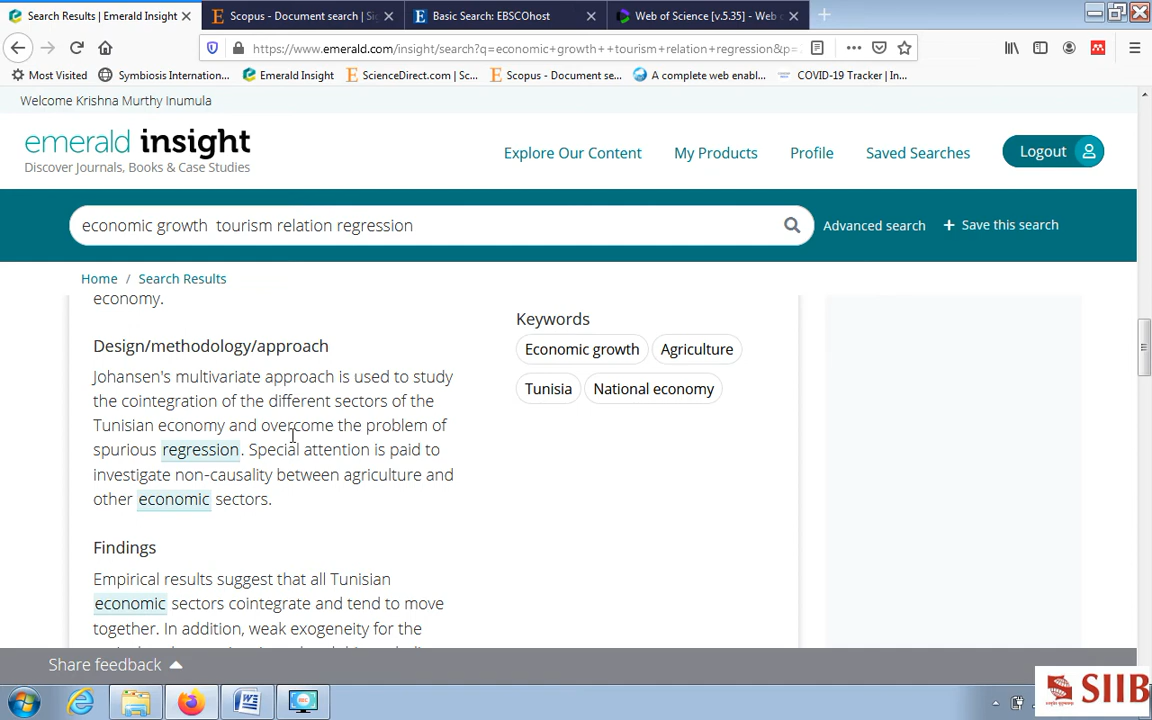 Search Results | Emerald Insight
Scopus - Document search | Sig
Basic Search: EBSCOhost
Web of Science [v.5.35] - Web
https://www.emerald.com/insight/search?q=economic+growth++tourism+relation+regression&p=
Most Visited
Symbiosis Internation...
Emerald Insight
ScienceDirect.com | Sc...
Scopus - Document se...
A complete web enabl...
COVID-19 Tracker | In...
Welcome Krishna Murthy Inumula
emerald insight
Discover Journals, Books & Case Studies
Explore Our Content
My Products
Profile
Saved Searches
Logout
economic growth  tourism relation regression
Advanced search
+ Save this search
Home / Search Results
economy.
Design/methodology/approach
Johansen's multivariate approach is used to study
the cointegration of the different sectors of the
Tunisian economy and overcome the problem of
spurious regression. Special attention is paid to
investigate non-causality between agriculture and
other economic sectors.
Findings
Empirical results suggest that all Tunisian
economic sectors cointegrate and tend to move
together. In addition, weak exogeneity for the
Keywords
Economic growth
Agriculture
Tunisia
National economy
Share feedback
SIIB